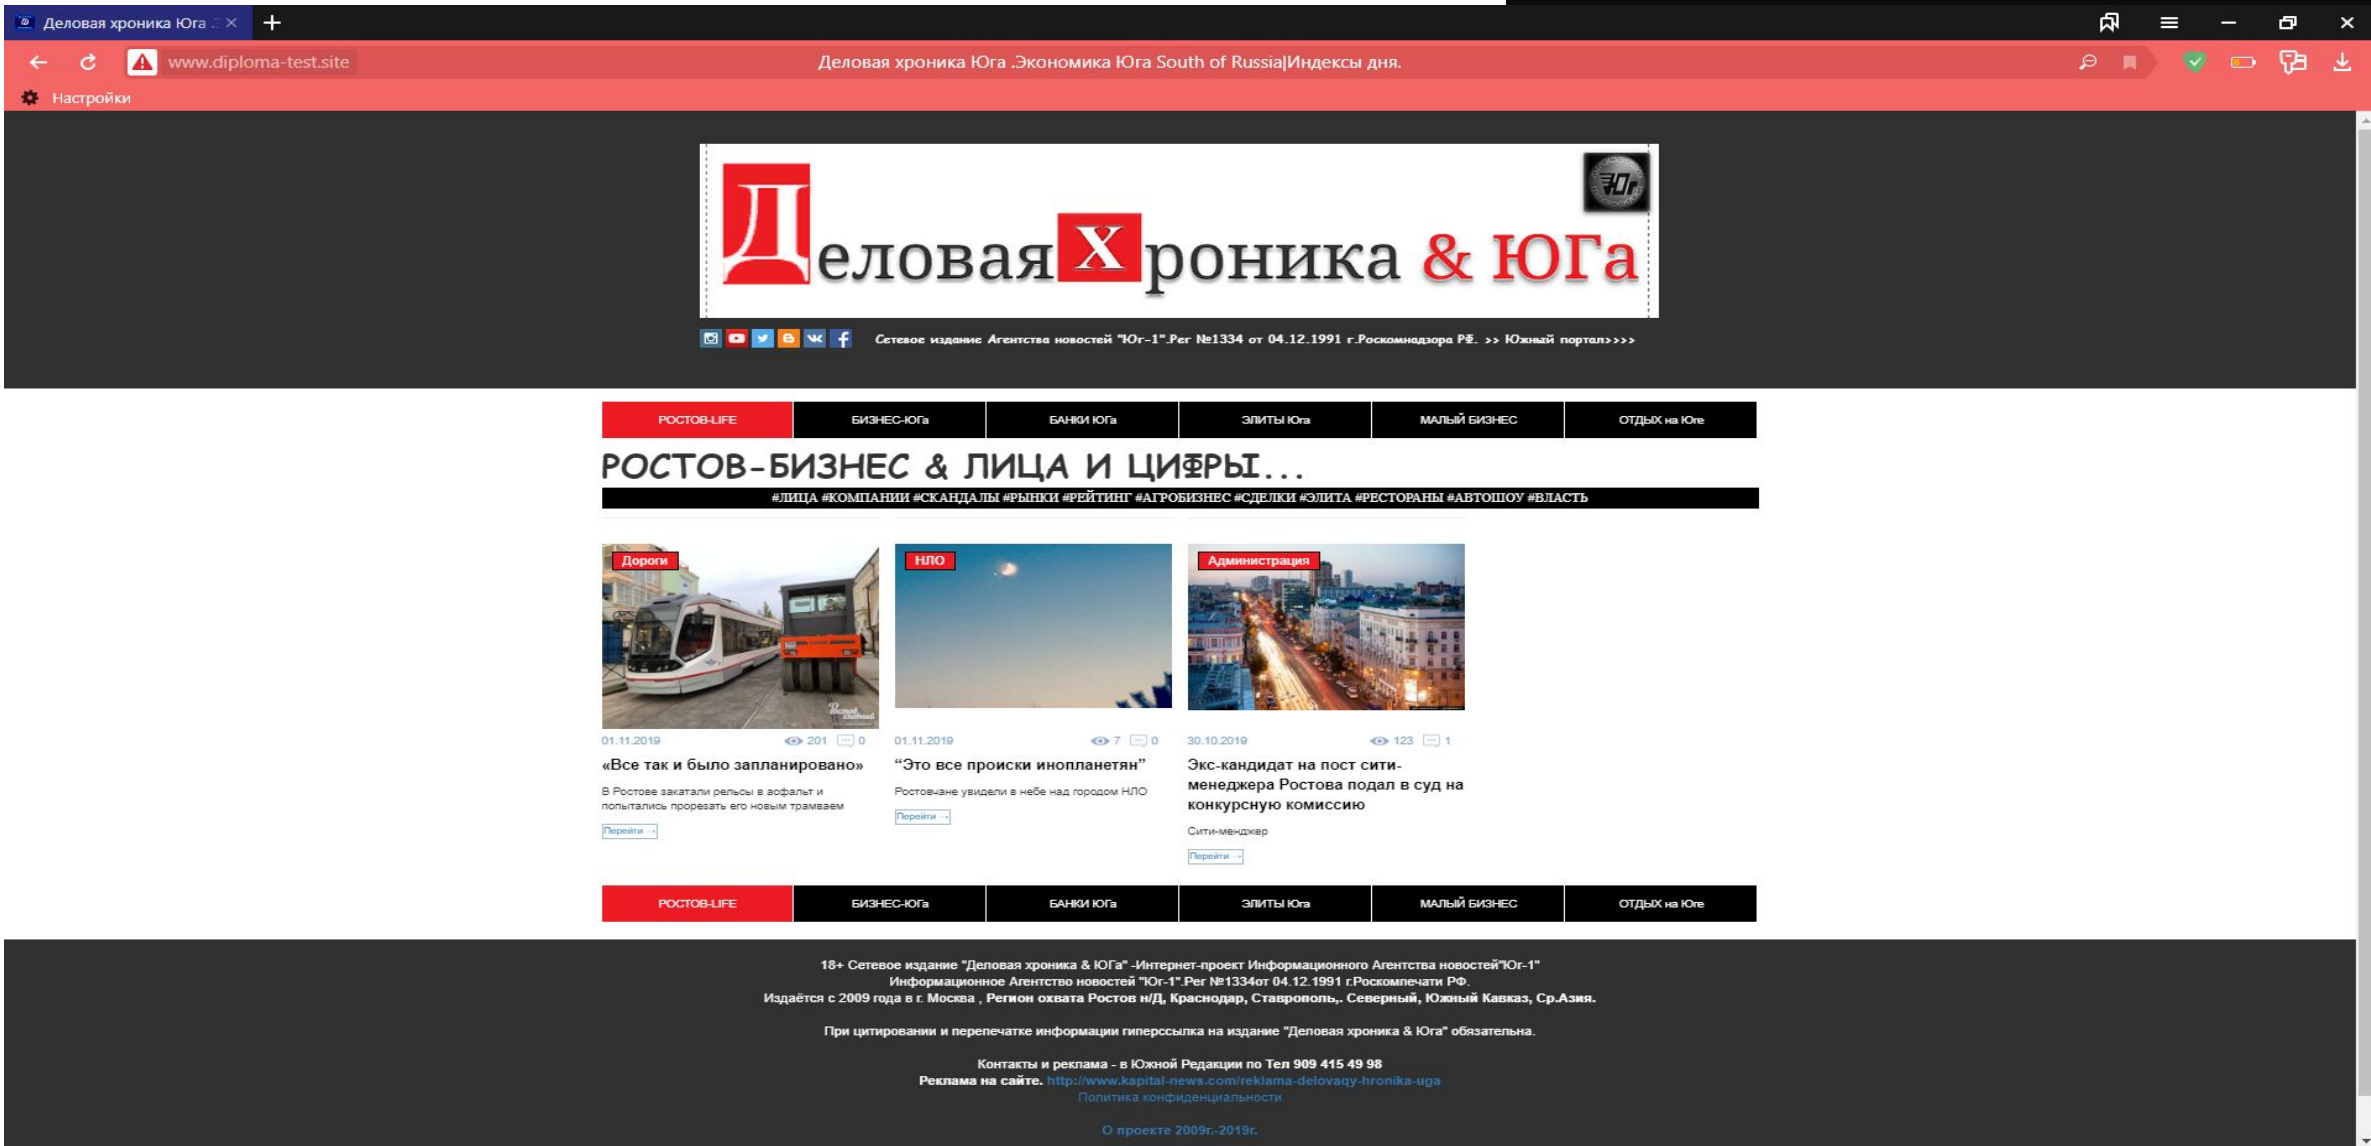 Деловая хроника Юга .Э
www.diploma-test.site
Деловая хроника Юга .Экономика Юга South of Russia|Индексы дня.
Настройки
Деловая Хроника & ЮГа
Юг
Сетевое издание Агентства новостей "Юг-1".Рег №1334 от 04.12.1991 г.Роскомнадзора РФ. >> Южный портал>>>>
РОСТОВ-LIFE
БИЗНЕС-ЮГа
БАНКИ ЮГа
ЭЛИТЫ Юга
МАЛЫЙ БИЗНЕС
ОТДЫХ на Юге
РОСТОВ-БИЗНЕС & ЛИЦА И ЦИФРЫ...
#ЛИЦА #КОМПАНИИ #СКАНДАЛЫ #РЫНКИ #РЕЙТИНГ #АГРОБИЗНЕС #СДЕЛКИ #ЭЛИТА #РЕСТОРАНЫ #АВТОШОУ #ВЛАСТЬ
Дороги
01.11.2019 201 0
«Все так и было запланировано»
В Ростове закатали рельсы в асфальт и
попытались прорезать его новым трамваем
Перейти →
НЛО
01.11.2019 7 0
“Это все происки инопланетян”
Ростовчане увидели в небе над городом НЛО
Перейти →
Администрация
30.10.2019 123 1
Экс-кандидат на пост сити-
менеджера Ростова подал в суд на
конкурсную комиссию
Сити-менджер
Перейти →
РОСТОВ-LIFE
БИЗНЕС-ЮГа
БАНКИ ЮГа
ЭЛИТЫ Юга
МАЛЫЙ БИЗНЕС
ОТДЫХ на Юге
18+ Сетевое издание "Деловая хроника & ЮГа" -Интернет-проект Информационного Агентства новостей"Юг-1"
Информационное Агентство новостей "Юг-1".Рег №1334от 04.12.1991 г.Роскомпечати РФ.
Издаётся с 2009 года в г. Москва , Регион охвата Ростов н/Д, Краснодар, Ставрополь,. Северный, Южный Кавказ, Ср.Азия.
При цитировании и перепечатке информации гиперссылка на издание "Деловая хроника & Юга" обязательна.
Контакты и реклама - в Южной Редакции по Тел 909 415 49 98
Реклама на сайте. http://www.kapital-news.com/reklama-delovaqy-hronika-uga
Политика конфиденциальности
О проекте 2009г.-2019г.